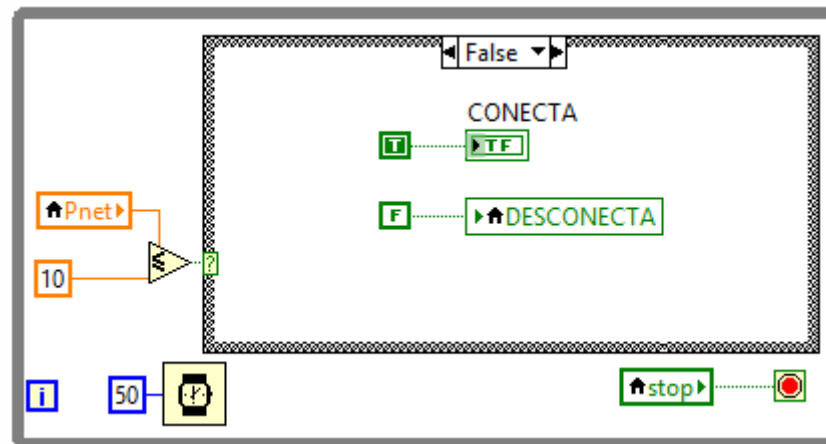 False
CONECTA
T
TF
Pnet
F
DESCONECTA
≤
?
10
i
50
stop